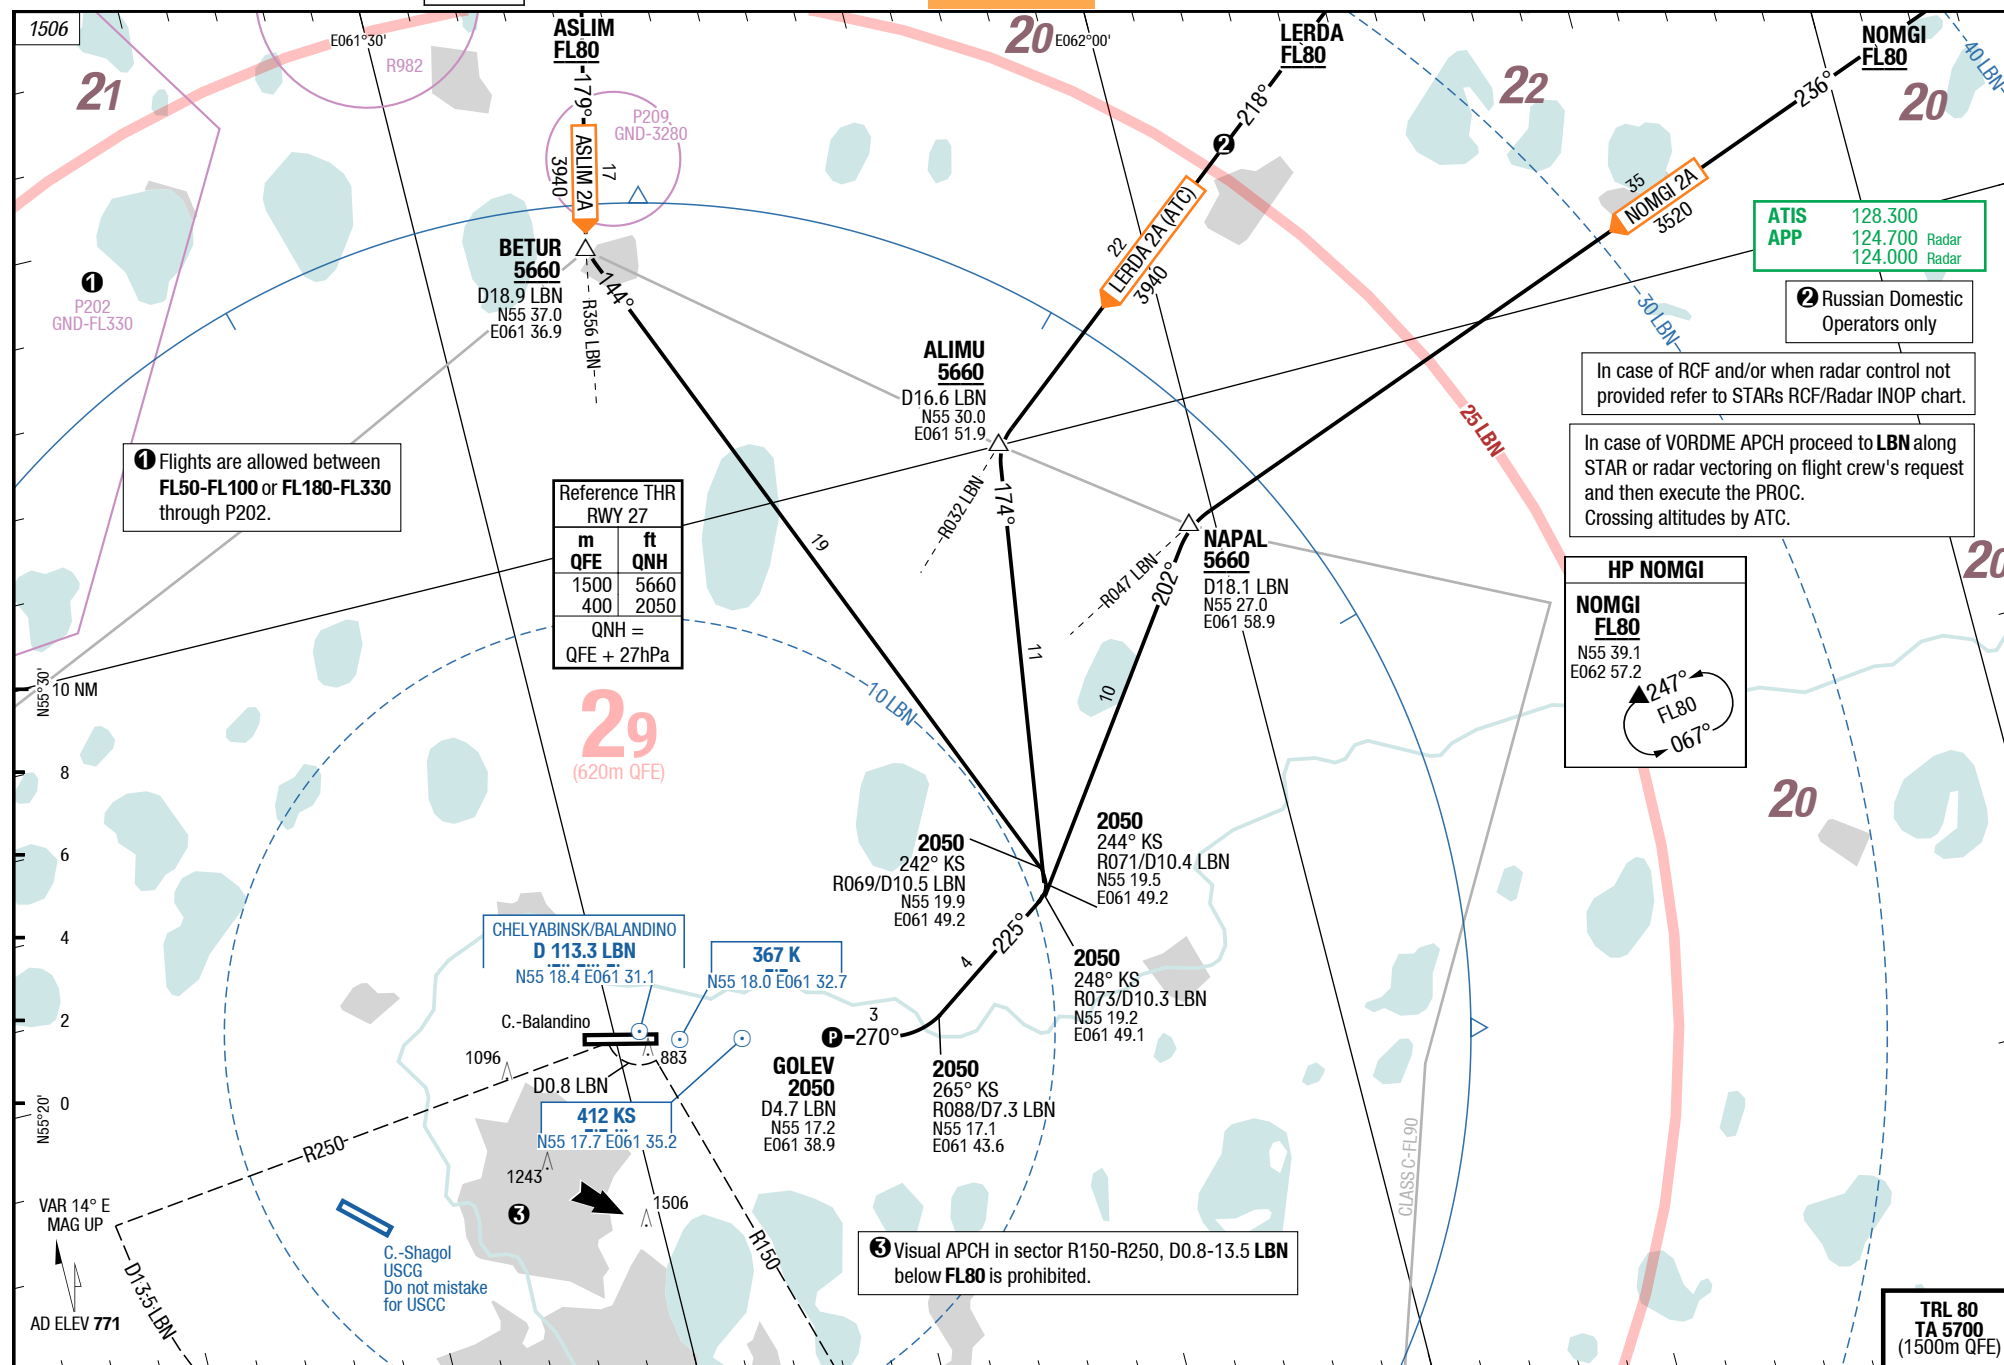 1506
ASLIM
FL80
E061°30'
R982
21
20
E062°00'
LERDA
FL80
22
NOMGI
FL80
40 LBN
20
179°
P209
GND-3280
ASLIM 2A
17
3940
218°
2
236°
LERDA 2A (ATC)
22
3940
35
NOMGI 2A
3520
ATIS 128.300
APP 124.700 Radar
124.000 Radar
2 Russian Domestic
Operators only
In case of RCF and/or when radar control not
provided refer to STARs RCF/Radar INOP chart.
In case of VORDME APCH proceed to LBN along
STAR or radar vectoring on flight crew's request
and then execute the PROC.
Crossing altitudes by ATC.
1
P202
GND-FL330
BETUR
5660
D18.9 LBN
N55 37.0
E061 36.9
144°
R356 LBN
30 LBN
25 LBN
ALIMU
5660
D16.6 LBN
N55 30.0
E061 51.9
1 Flights are allowed between
FL50-FL100 or FL180-FL330
through P202.
Reference THR
RWY 27
m ft
QFE QNH
1500 5660
400 2050
QNH =
QFE + 27hPa
19
R032 LBN
174°
R047 LBN
202°
NAPAL
5660
D18.1 LBN
N55 27.0
E061 58.9
20
HP NOMGI
NOMGI
FL80
N55 39.1
E062 57.2
247°
FL80
067°
11
10
10 LBN
29
(620m QFE)
N55°30'
10 NM
8
6
4
2
0
N55°20'
20
2050
242° KS
R069/D10.5 LBN
N55 19.9
E061 49.2
2050
244° KS
R071/D10.4 LBN
N55 19.5
E061 49.2
2050
248° KS
R073/D10.3 LBN
N55 19.2
E061 49.1
225°
4
CHELYABINSK/BALANDINO
D 113.3 LBN
N55 18.4 E061 31.1
367 K
N55 18.0 E061 32.7
C.-Balandino
1096
883
D0.8 LBN
412 KS
N55 17.7 E061 35.2
P
3
270°
GOLEV
2050
D4.7 LBN
N55 17.2
E061 38.9
2050
265° KS
R088/D7.3 LBN
N55 17.1
E061 43.6
CLASS C-FL90
R250
1243
3
1506
R150
VAR 14° E
MAG UP
AD ELEV 771
D13.5 LBN
C.-Shagol
USCG
Do not mistake
for USCC
3 Visual APCH in sector R150-R250, D0.8-13.5 LBN
below FL80 is prohibited.
TRL 80
TA 5700
(1500m QFE)